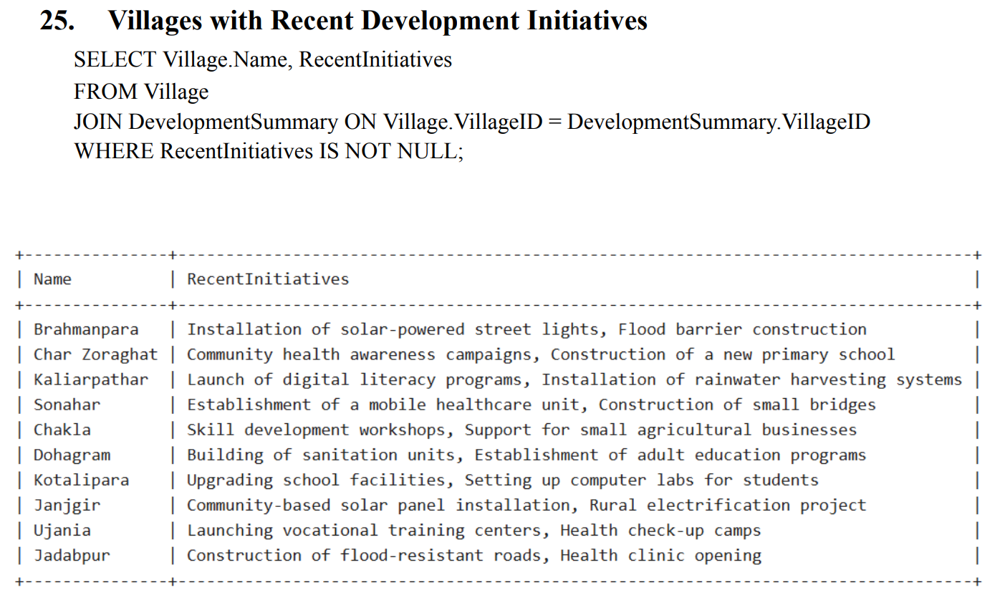 25. Villages with Recent Development Initiatives
SELECT Village.Name, RecentInitiatives
FROM Village
JOIN DevelopmentSummary ON Village.VillageID = DevelopmentSummary.VillageID
WHERE RecentInitiatives IS NOT NULL;
+---------------+-----------------------------------------------------------------------------------+
| Name          | RecentInitiatives                                                                 |
+---------------+-----------------------------------------------------------------------------------+
| Brahmanpara   | Installation of solar-powered street lights, Flood barrier construction           |
| Char Zoraghat | Community health awareness campaigns, Construction of a new primary school        |
| Kaliarpathar  | Launch of digital literacy programs, Installation of rainwater harvesting systems |
| Sonahar       | Establishment of a mobile healthcare unit, Construction of small bridges          |
| Chakla        | Skill development workshops, Support for small agricultural businesses            |
| Dohagram      | Building of sanitation units, Establishment of adult education programs           |
| Kotalipara    | Upgrading school facilities, Setting up computer labs for students                |
| Janjgir       | Community-based solar panel installation, Rural electrification project           |
| Ujania        | Launching vocational training centers, Health check-up camps                      |
| Jadabpur      | Construction of flood-resistant roads, Health clinic opening                      |
+---------------+-----------------------------------------------------------------------------------+